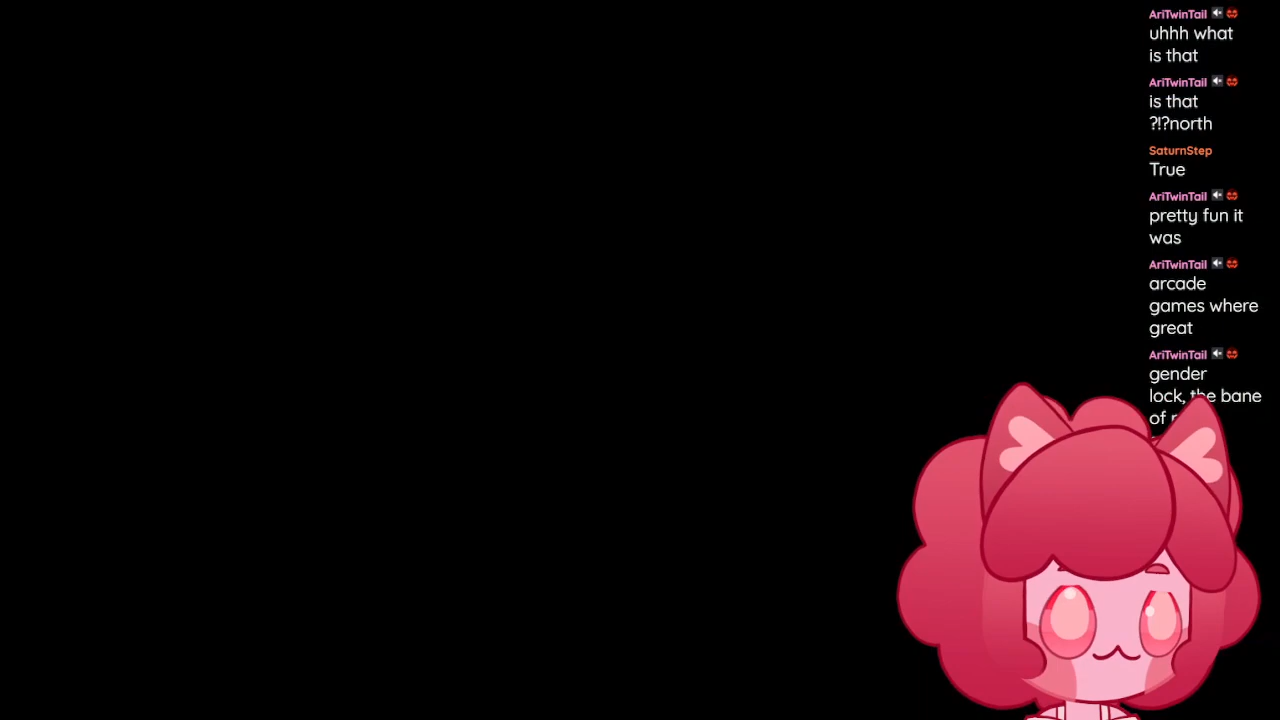 AriTwinTail
uhhh what
is that
AriTwinTail
is that
?!?north
SaturnStep
True
AriTwinTail
pretty fun it
was
AriTwinTail
arcade
games where
great
AriTwinTail
gender
lock, the bane
of